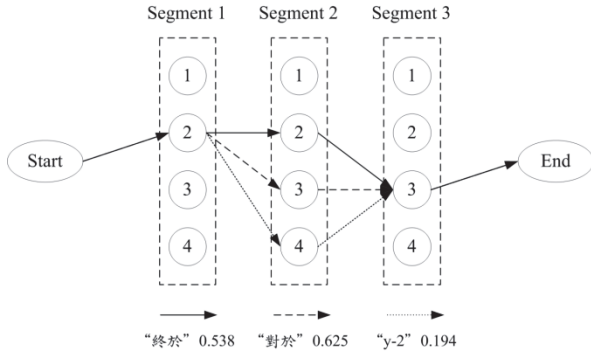 Segment 1 Segment 2 Segment 3
1 1 1
2 2 2
Start End
3 3 3
4 4 4
“終於” 0.538 “對於” 0.625 “y-2” 0.194